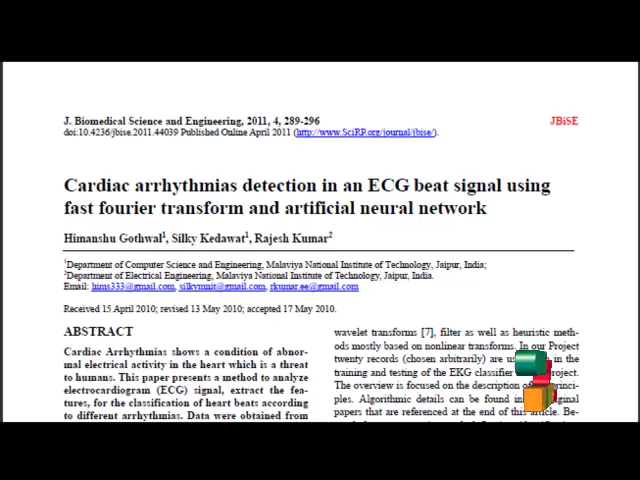 J. Biomedical Science and Engineering, 2011, 4, 289-296
JBiSE
doi:10.4236/jbise.2011.44039 Published Online April 2011 (http://www.SciRP.org/journal/jbise/).
Cardiac arrhythmias detection in an ECG beat signal using
fast fourier transform and artificial neural network
Himanshu Gothwal1, Silky Kedawat1, Rajesh Kumar2
1Department of Computer Science and Engineering, Malaviya National Institute of Technology, Jaipur, India;
2Department of Electrical Engineering, Malaviya National Institute of Technology, Jaipur, India.
Email: hims333@gmail.com, silkymnit@gmail.com, rkumar.ee@gmail.com
Received 15 April 2010; revised 13 May 2010; accepted 17 May 2010.
ABSTRACT
Cardiac Arrhythmias shows a condition of abnor-
mal electrical activity in the heart which is a threat
to humans. This paper presents a method to analyze
electrocardiogram (ECG) signal, extract the fea-
tures, for the classification of heart beats according
to different arrhythmias. Data were obtained from
wavelet transforms [7], filter as well as heuristic meth-
ods mostly based on nonlinear transforms. In our Project
twenty records (chosen arbitrarily) are in the
training and testing of the EKG classifier project.
The overview is focused on the description of
ples. Algorithmic details can be found in
papers that are referenced at the end of this article. Be-